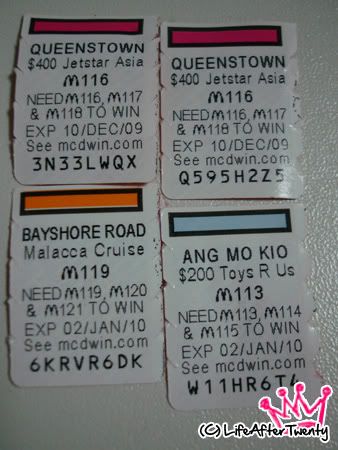 QUEENSTOWN
$400 Jetstar Asia
M116
NEED M116, M117
& M118 TO WIN
EXP 10/DEC/09
See mcdwin.com
3N33LWQX
QUEENSTOWN
$400 Jetstar Asia
M116
NEED M116, M117
& M118 TO WIN
EXP 10/DEC/09
See mcdwin.com
Q595H2Z5
BAYSHORE ROAD
Malacca Cruise
M119
NEED M119, M120
& M121 TO WIN
EXP 02/JAN/10
See mcdwin.com
6KRVR6DK
ANG MO KIO
$200 Toys R Us
M113
NEED M113, M114
& M115 TO WIN
EXP 02/JAN/10
See mcdwin.com
(C) LifeAfterTwenty